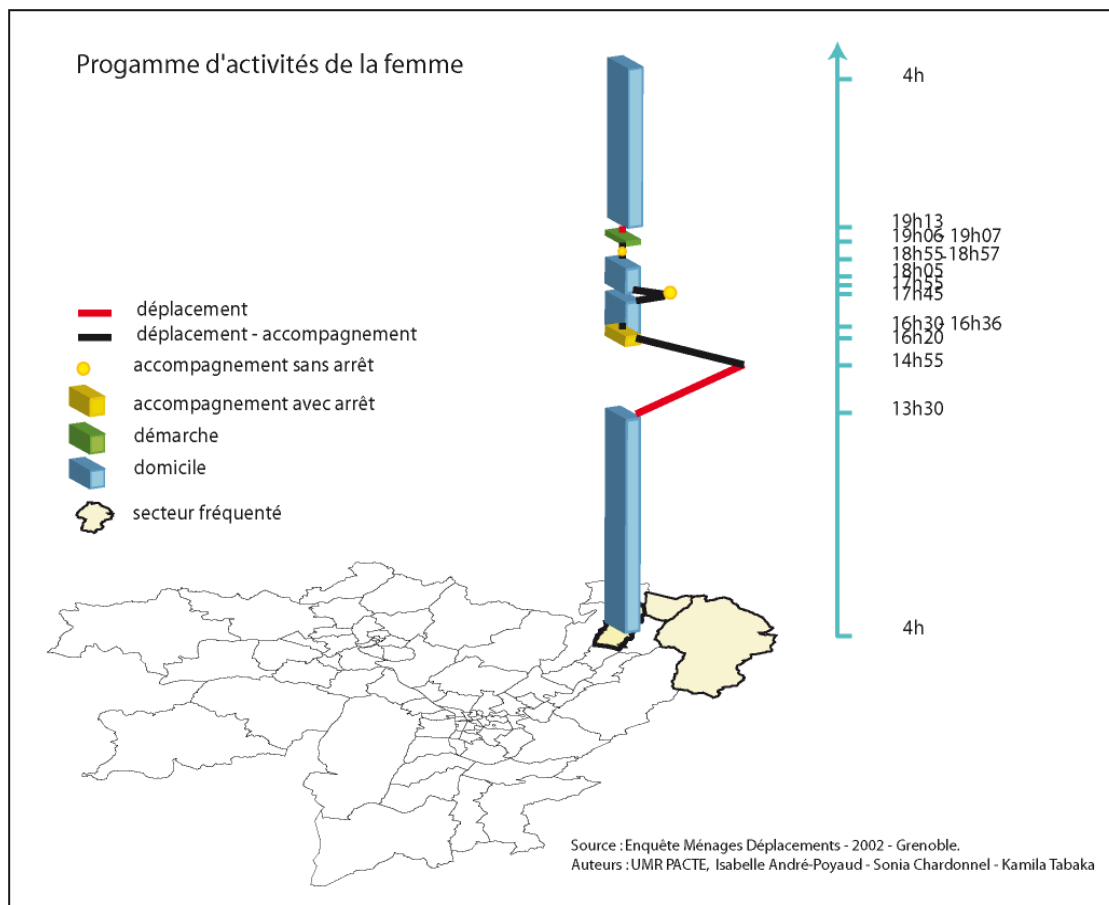 Progamme d'activités de la femme
4h
19h13
19h06 - 19h07
18h55 - 18h57
18h05
17h55
17h45
16h30 - 16h36
16h20
14h55
13h30
4h
déplacement
déplacement - accompagnement
accompagnement sans arrêt
accompagnement avec arrêt
démarche
domicile
secteur fréquenté
Source : Enquête Ménages Déplacements - 2002 - Grenoble.
Auteurs : UMR PACTE, Isabelle André-Poyaud - Sonia Chardonnel - Kamila Tabaka